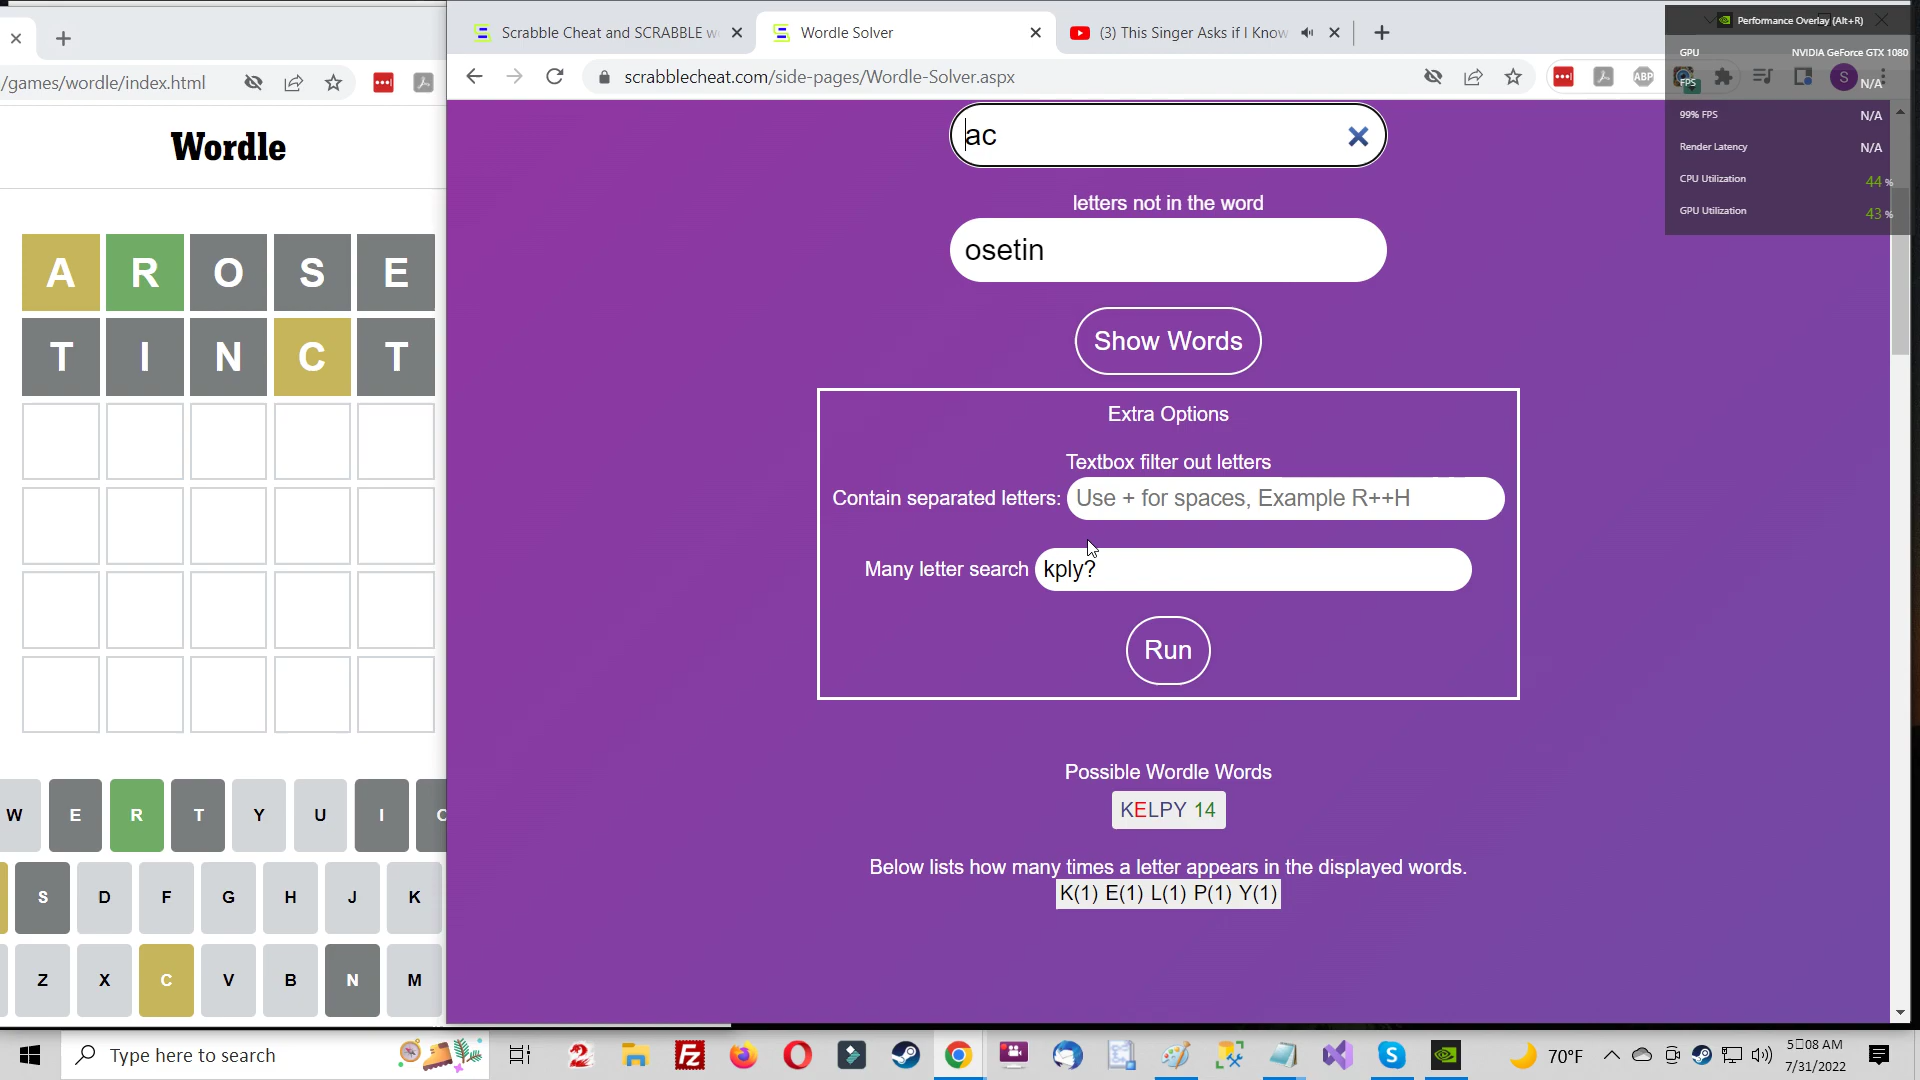 Scrabble Cheat and SCRABBLE w
Wordle Solver
(3) This Singer Asks if I Know
Performance Overlay (Alt+R)
/games/wordle/index.html
scrabblecheat.com/side-pages/Wordle-Solver.aspx
ABP
S
GPU NVIDIA GeForce GTX 1080
FPS N/A
99% FPS N/A
Render Latency N/A
CPU Utilization 44 %
GPU Utilization 43 %
Wordle
A R O S E
T I N C T
W E R T Y U I
S D F G H J K
Z X C V B N M
ac
letters not in the word
osetin
Show Words
Extra Options
Textbox filter out letters
Contain separated letters: Use + for spaces, Example R++H
Many letter search kply?
Run
Possible Wordle Words
KELPY 14
Below lists how many times a letter appears in the displayed words.
K(1) E(1) L(1) P(1) Y(1)
Type here to search
70°F
5:08 AM
7/31/2022